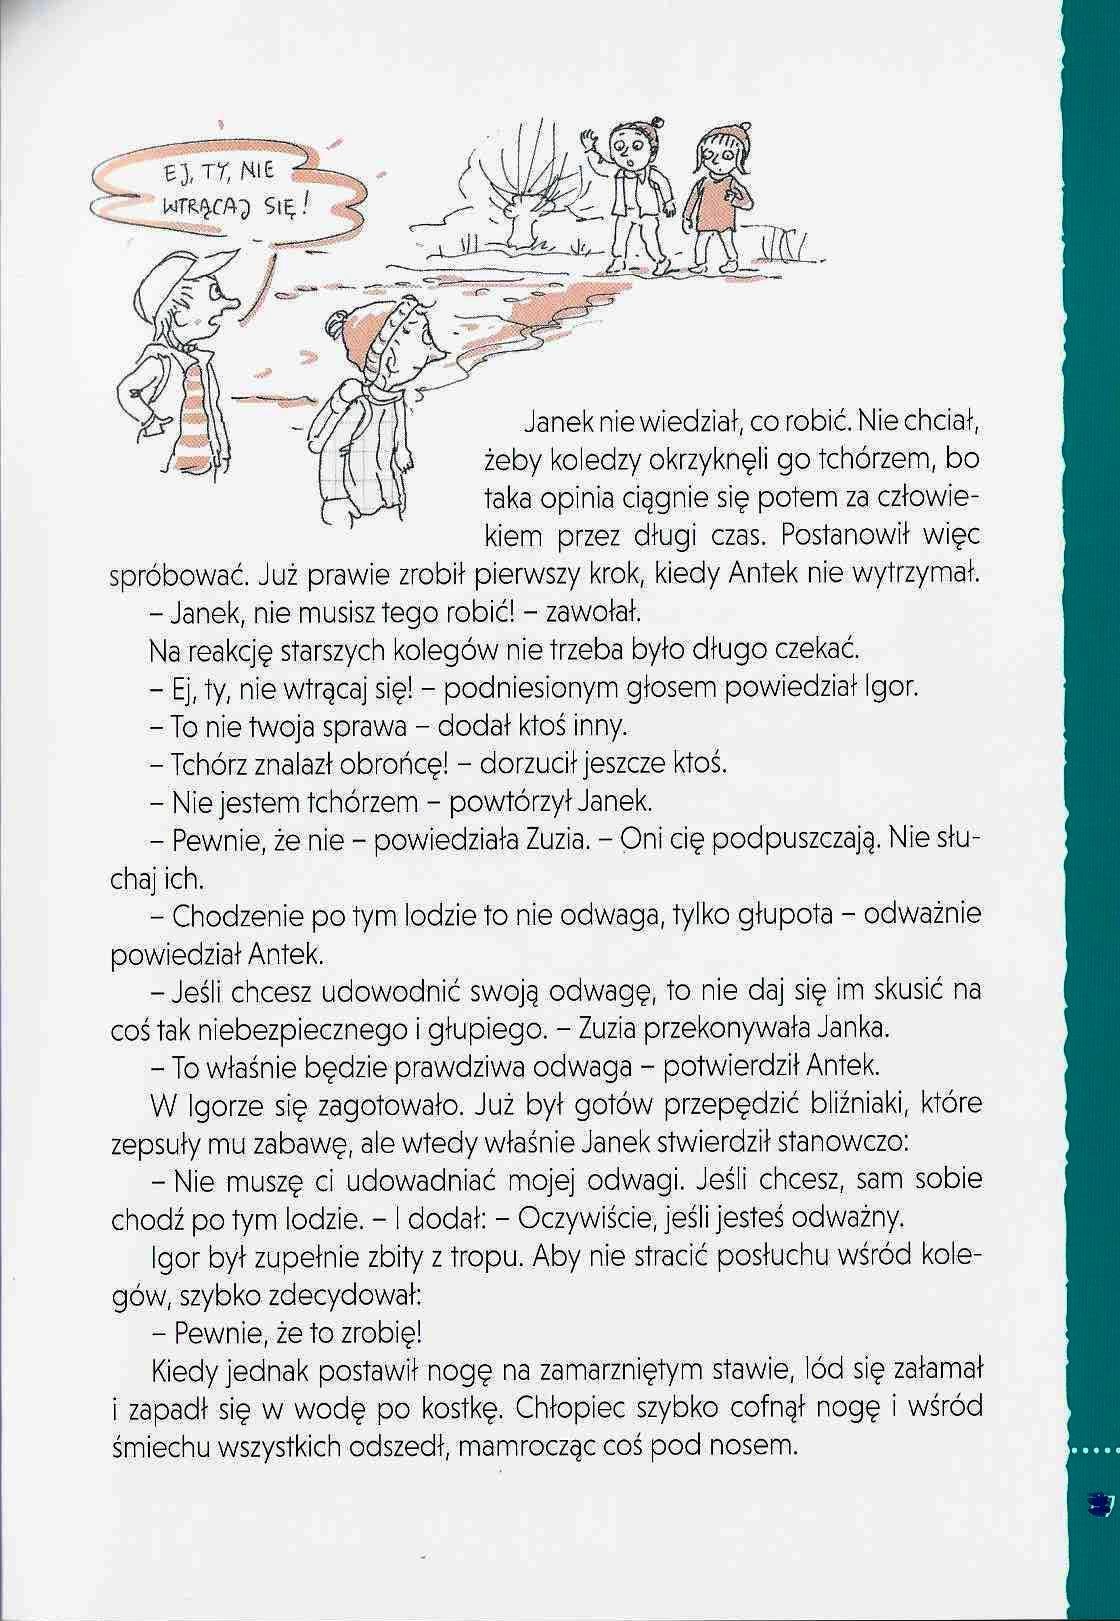 EJ, TY, NIE
WTRĄCAJ SIĘ!
Janek nie wiedział, co robić. Nie chciał,
żeby koledzy okrzyknęli go tchórzem, bo
taka opinia ciągnie się potem za człowie-
kiem przez długi czas. Postanowił więc
spróbować. Już prawie zrobił pierwszy krok, kiedy Antek nie wytrzymał.
– Janek, nie musisz tego robić! – zawołał.
Na reakcję starszych kolegów nie trzeba było długo czekać.
– Ej, ty, nie wtrącaj się! – podniesionym głosem powiedział Igor.
– To nie twoja sprawa – dodał ktoś inny.
– Tchórz znalazł obrońcę! – dorzucił jeszcze ktoś.
– Nie jestem tchórzem – powtórzył Janek.
– Pewnie, że nie – powiedziała Zuzia. – Oni cię podpuszczają. Nie słu-
chaj ich.
– Chodzenie po tym lodzie to nie odwaga, tylko głupota – odważnie
powiedział Antek.
– Jeśli chcesz udowodnić swoją odwagę, to nie daj się im skusić na
coś tak niebezpiecznego i głupiego. – Zuzia przekonywała Janka.
– To właśnie będzie prawdziwa odwaga – potwierdził Antek.
W Igorze się zagotowało. Już był gotów przepędzić bliźniaki, które
zepsuły mu zabawę, ale wtedy właśnie Janek stwierdził stanowczo:
– Nie muszę ci udowadniać mojej odwagi. Jeśli chcesz, sam sobie
chodź po tym lodzie. – I dodał: – Oczywiście, jeśli jesteś odważny.
Igor był zupełnie zbity z tropu. Aby nie stracić posłuchu wśród kole-
gów, szybko zdecydował:
– Pewnie, że to zrobię!
Kiedy jednak postawił nogę na zamarzniętym stawie, lód się załamał
i zapadł się w wodę po kostkę. Chłopiec szybko cofnął nogę i wśród
śmiechu wszystkich odszedł, mamrocząc coś pod nosem.